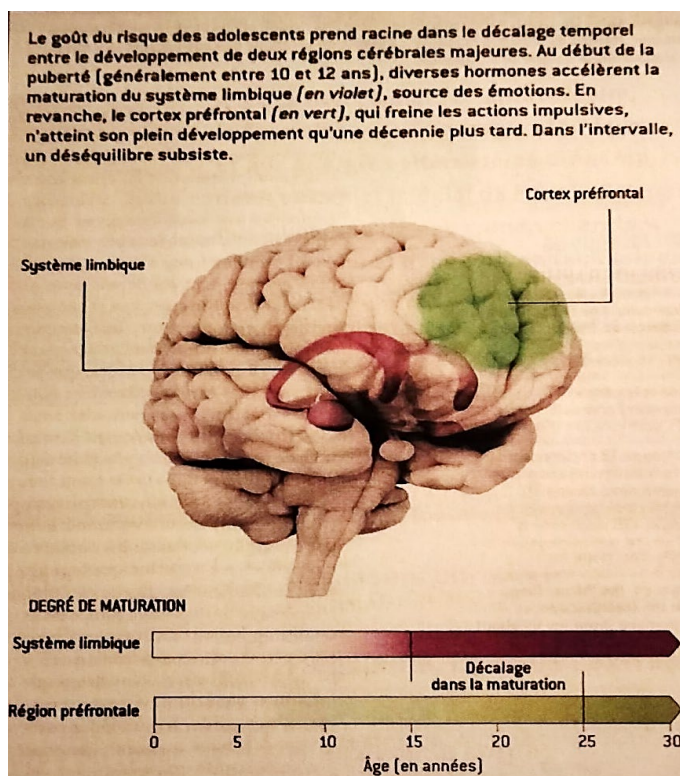 Le goût du risque des adolescents prend racine dans le décalage temporel
entre le développement de deux régions cérébrales majeures. Au début de la
puberté (généralement entre 10 et 12 ans), diverses hormones accélèrent la
maturation du système limbique (en violet), source des émotions. En
revanche, le cortex préfrontal (en vert), qui freine les actions impulsives,
n'atteint son plein développement qu'une décennie plus tard. Dans l'intervalle,
un déséquilibre subsiste.
Cortex préfrontal
Système limbique
DEGRÉ DE MATURATION
Système limbique
Décalage
dans la maturation
Région préfrontale
0 5 10 15 20 25 30
Âge (en années)